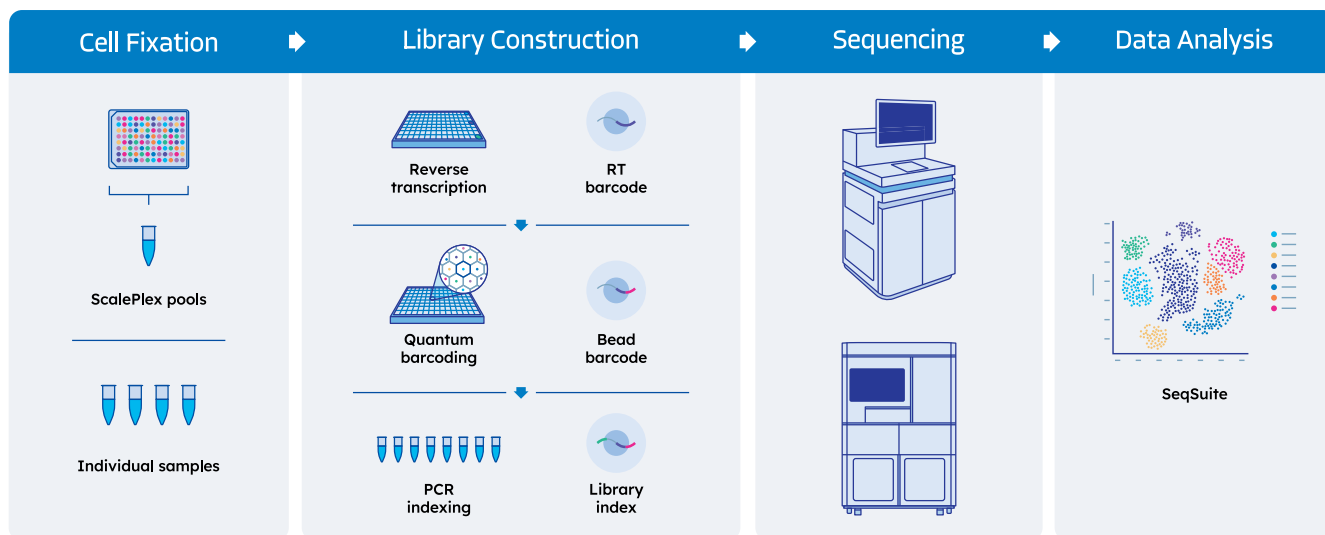 Cell Fixation
Library Construction
Sequencing
Data Analysis
ScalePlex pools
Individual samples
Reverse
transcription
RT
barcode
Quantum
barcoding
Bead
barcode
PCR
indexing
Library
index
SeqSuite